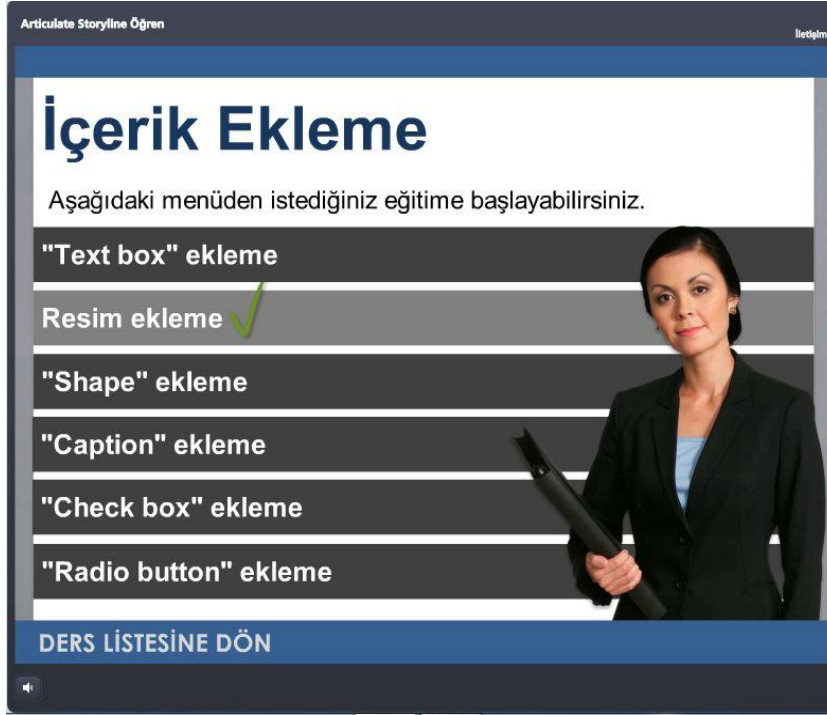 Articulate Storyline Öğren
İletişim
İçerik Ekleme
Aşağıdaki menüden istediğiniz eğitime başlayabilirsiniz.
"Text box" ekleme
Resim ekleme
"Shape" ekleme
"Caption" ekleme
"Check box" ekleme
"Radio button" ekleme
DERS LİSTESİNE DÖN